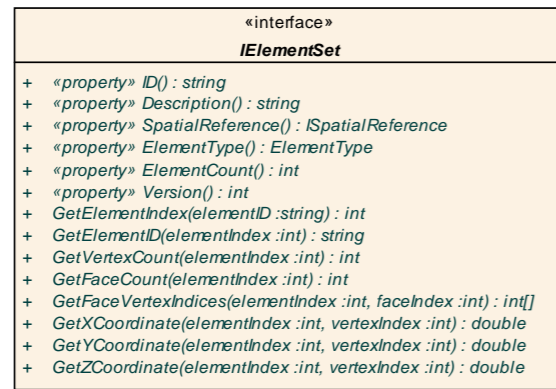 «interface»
IElementSet
+ «property» ID() : string
+ «property» Description() : string
+ «property» SpatialReference() : ISpatialReference
+ «property» ElementType() : ElementType
+ «property» ElementCount() : int
+ «property» Version() : int
+ GetElementIndex(elementID :string) : int
+ GetElementID(elementIndex :int) : string
+ GetVertexCount(elementIndex :int) : int
+ GetFaceCount(elementIndex :int) : int
+ GetFaceVertexIndices(elementIndex :int, faceIndex :int) : int[]
+ GetXCoordinate(elementIndex :int, vertexIndex :int) : double
+ GetYCoordinate(elementIndex :int, vertexIndex :int) : double
+ GetZCoordinate(elementIndex :int, vertexIndex :int) : double